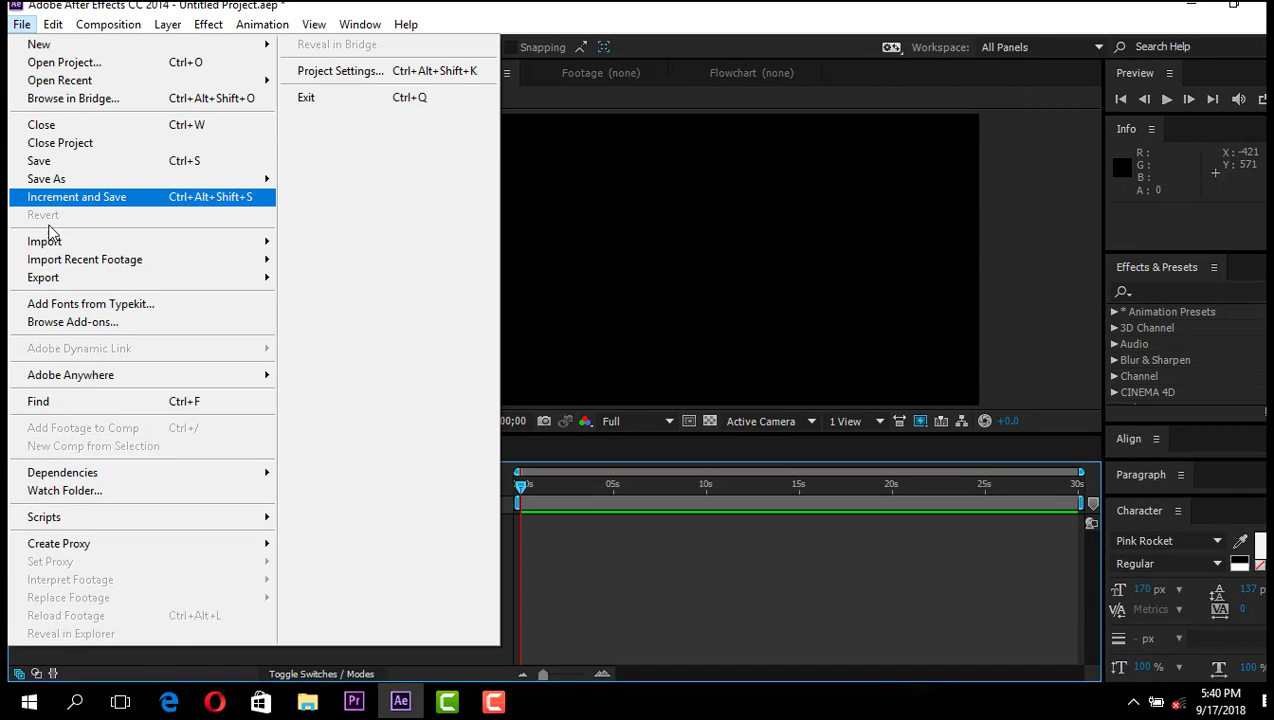 Adobe After Effects CC 2014 - Untitled Project.aep *
File Edit Composition Layer Effect Animation View Window Help
New
Open Project... Ctrl+O
Open Recent
Browse in Bridge... Ctrl+Alt+Shift+O
Close Ctrl+W
Close Project
Save Ctrl+S
Save As
Increment and Save Ctrl+Alt+Shift+S
Revert
Import
Import Recent Footage
Export
Add Fonts from Typekit...
Browse Add-ons...
Adobe Dynamic Link
Adobe Anywhere
Find Ctrl+F
Add Footage to Comp Ctrl+/
New Comp from Selection
Dependencies
Watch Folder...
Scripts
Create Proxy
Set Proxy
Interpret Footage
Replace Footage
Reload Footage Ctrl+Alt+L
Reveal in Explorer
Reveal in Bridge
Project Settings... Ctrl+Alt+Shift+K
Exit Ctrl+Q
Snapping
Workspace: All Panels
Search Help
Footage (none) Flowchart (none)
Preview
Info
R:
G:
B:
A: 0
X: -421
Y: 571
Effects & Presets
* Animation Presets
3D Channel
Audio
Blur & Sharpen
Channel
CINEMA 4D
00;00 Full Active Camera 1 View +0.0
Align
Paragraph
Character
Pink Rocket
Regular
170 px 137 p
Metrics 0
- px
100 % 100 %
0s 05s 10s 15s 20s 25s 30s
Toggle Switches / Modes
Pr Ae
5:40 PM
9/17/2018